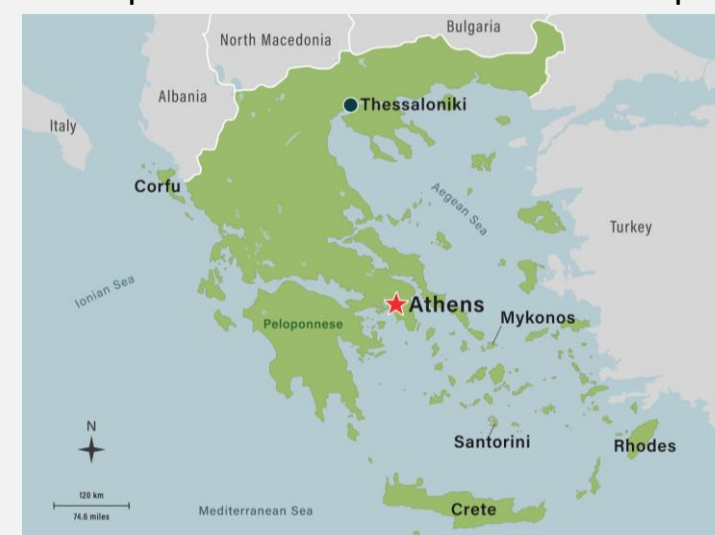 Bulgaria
North Macedonia
Albania
Thessaloniki
Italy
Corfu
Aegean Sea
Turkey
Ionian Sea
Athens
Mykonos
Peloponnese
N
Santorini
Rhodes
120 km
74.6 miles
Mediterranean Sea
Crete